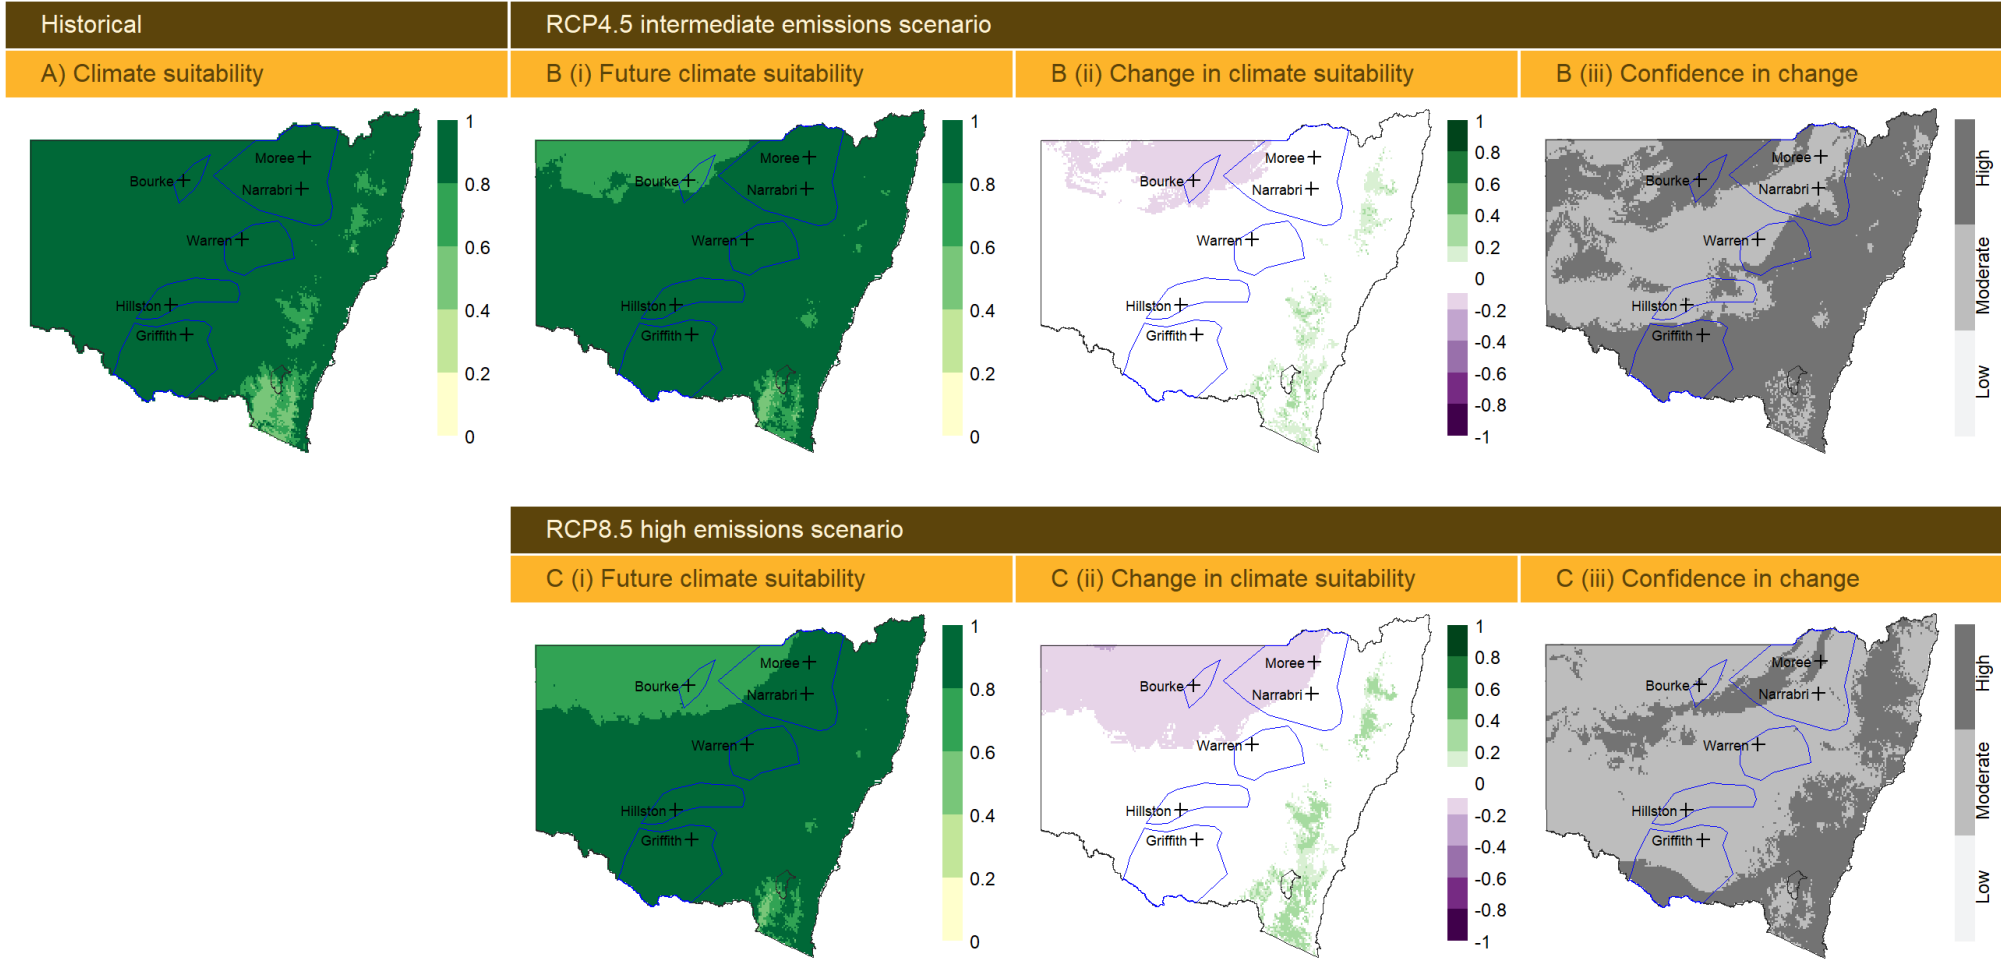 Historical
RCP4.5 intermediate emissions scenario
A) Climate suitability
B (i) Future climate suitability
B (ii) Change in climate suitability
B (iii) Confidence in change
Moree
Bourke
Narrabri
Warren
Hillston
Griffith
1
0.8
0.6
0.4
0.2
0
Moree
Bourke
Narrabri
Warren
Hillston
Griffith
1
0.8
0.6
0.4
0.2
0
Moree
Bourke
Narrabri
Warren
Hillston
Griffith
1
0.8
0.6
0.4
0.2
0
-0.2
-0.4
-0.6
-0.8
-1
Moree
Bourke
Narrabri
Warren
Hillston
Griffith
High
Moderate
Low
RCP8.5 high emissions scenario
C (i) Future climate suitability
C (ii) Change in climate suitability
C (iii) Confidence in change
Moree
Bourke
Narrabri
Warren
Hillston
Griffith
1
0.8
0.6
0.4
0.2
0
Moree
Bourke
Narrabri
Warren
Hillston
Griffith
1
0.8
0.6
0.4
0.2
0
-0.2
-0.4
-0.6
-0.8
-1
Moree
Bourke
Narrabri
Warren
Hillston
Griffith
High
Moderate
Low